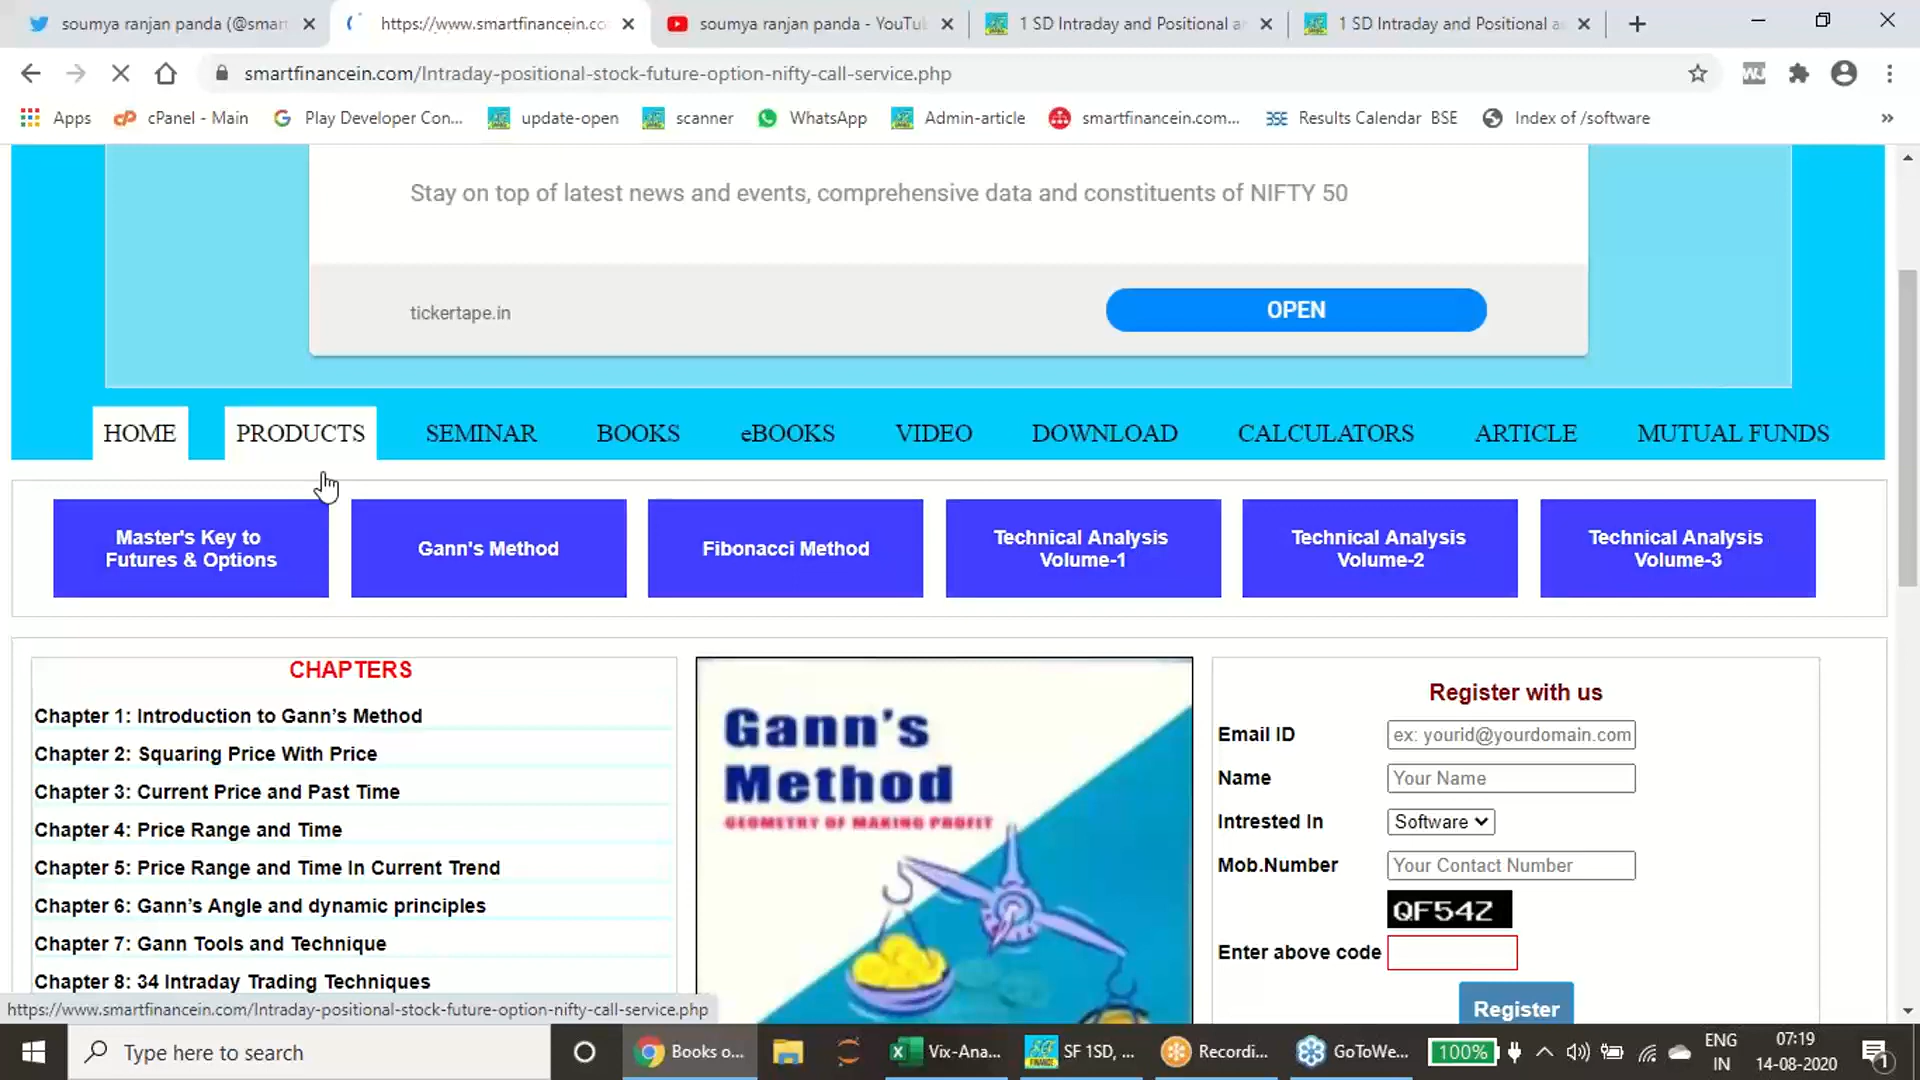 soumya ranjan panda (@smar
https://www.smartfinancein.co
soumya ranjan panda - YouTu
1 SD Intraday and Positional a
1 SD Intraday and Positional a
smartfinancein.com/Intraday-positional-stock-future-option-nifty-call-service.php
Apps
cPanel - Main
Play Developer Con...
update-open
scanner
WhatsApp
Admin-article
smartfinancein.com...
Results Calendar BSE
Index of /software
»
Stay on top of latest news and events, comprehensive data and constituents of NIFTY 50
tickertape.in
OPEN
HOME
PRODUCTS
SEMINAR
BOOKS
eBOOKS
VIDEO
DOWNLOAD
CALCULATORS
ARTICLE
MUTUAL FUNDS
Master's Key to
Futures & Options
Gann's Method
Fibonacci Method
Technical Analysis
Volume-1
Technical Analysis
Volume-2
Technical Analysis
Volume-3
CHAPTERS
Chapter 1: Introduction to Gann's Method
Chapter 2: Squaring Price With Price
Chapter 3: Current Price and Past Time
Chapter 4: Price Range and Time
Chapter 5: Price Range and Time In Current Trend
Chapter 6: Gann's Angle and dynamic principles
Chapter 7: Gann Tools and Technique
Chapter 8: 34 Intraday Trading Techniques
Gann's
Method
GEOMETRY OF MAKING PROFIT
Register with us
Email ID
ex: yourid@yourdomain.com
Name
Your Name
Intrested In
Software
Mob.Number
Your Contact Number
QF54Z
Enter above code
Register
https://www.smartfinancein.com/Intraday-positional-stock-future-option-nifty-call-service.php
Type here to search
Books o...
Vix-Ana...
SF 1SD, ...
Recordi...
GoToWe...
100%
ENG
IN
07:19
14-08-2020
1